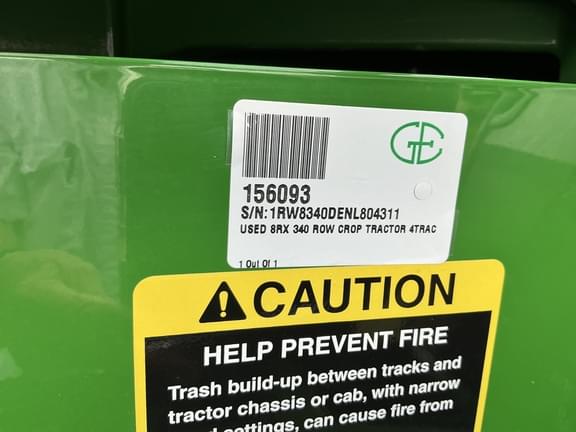 GTE
156093
S/N:1RW8340DENL804311
USED 8RX 340 ROW CROP TRACTOR 4TRAC
1 Out Of 1
CAUTION
HELP PREVENT FIRE
Trash build-up between tracks and
tractor chassis or cab, with narrow
settings, can cause fire from